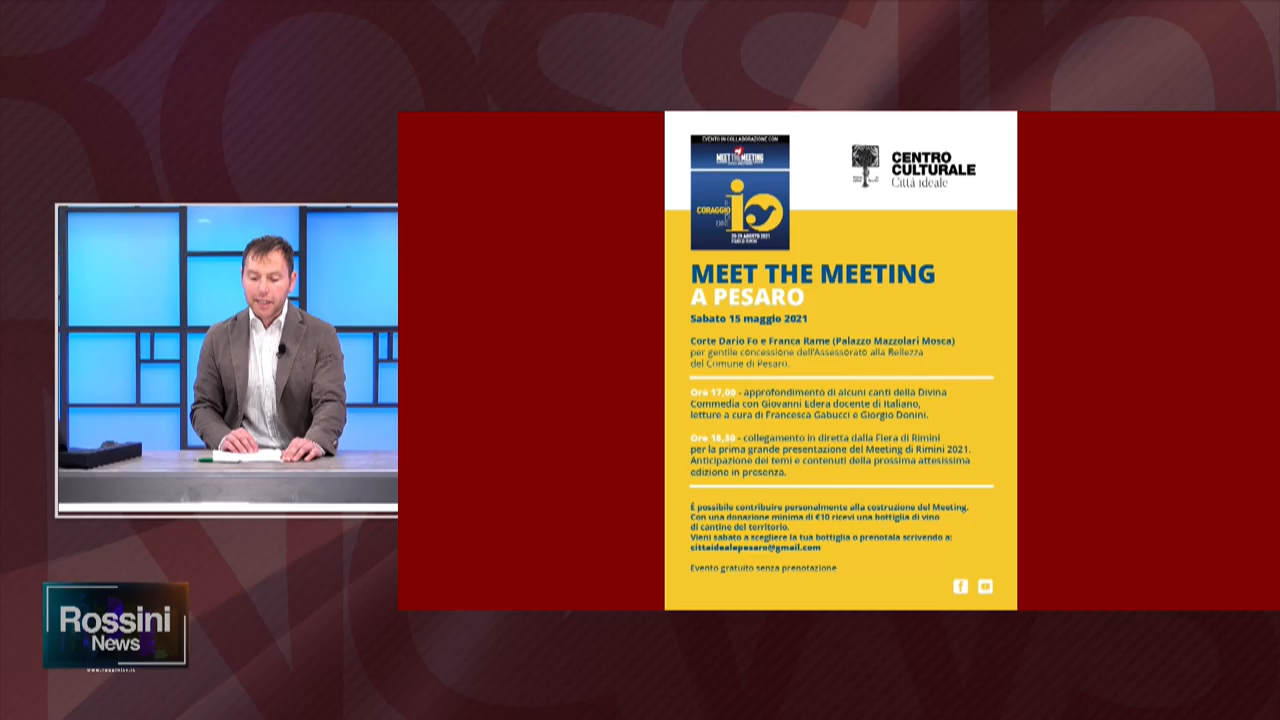 EVENTO IN COLLABORAZIONE CON
MEET THE MEETING
CORAGGIO
io
20-25 AGOSTO 2021
FIERA DI RIMINI
CENTRO
CULTURALE
Città ideale
MEET THE MEETING
A PESARO
Sabato 15 maggio 2021
Corte Dario Fo e Franca Rame (Palazzo Mazzolari Mosca)
per gentile concessione dell'Assessorato alla Bellezza
del Comune di Pesaro.
Ore 17,00 - approfondimento di alcuni canti della Divina
Commedia con Giovanni Edera docente di Italiano,
letture a cura di Francesca Gabucci e Giorgio Donini.
Ore 18,30 - collegamento in diretta dalla Fiera di Rimini
per la prima grande presentazione del Meeting di Rimini 2021.
Anticipazione dei temi e contenuti della prossima attesissima
edizione in presenza.
É possibile contribuire personalmente alla costruzione del Meeting.
Con una donazione minima di €10 ricevi una bottiglia di vino
di cantine del territorio.
Vieni sabato a scegliere la tua bottiglia o prenotala scrivendo a:
cittaidealepesaro@gmail.com
Evento gratuito senza prenotazione
Rossini
News